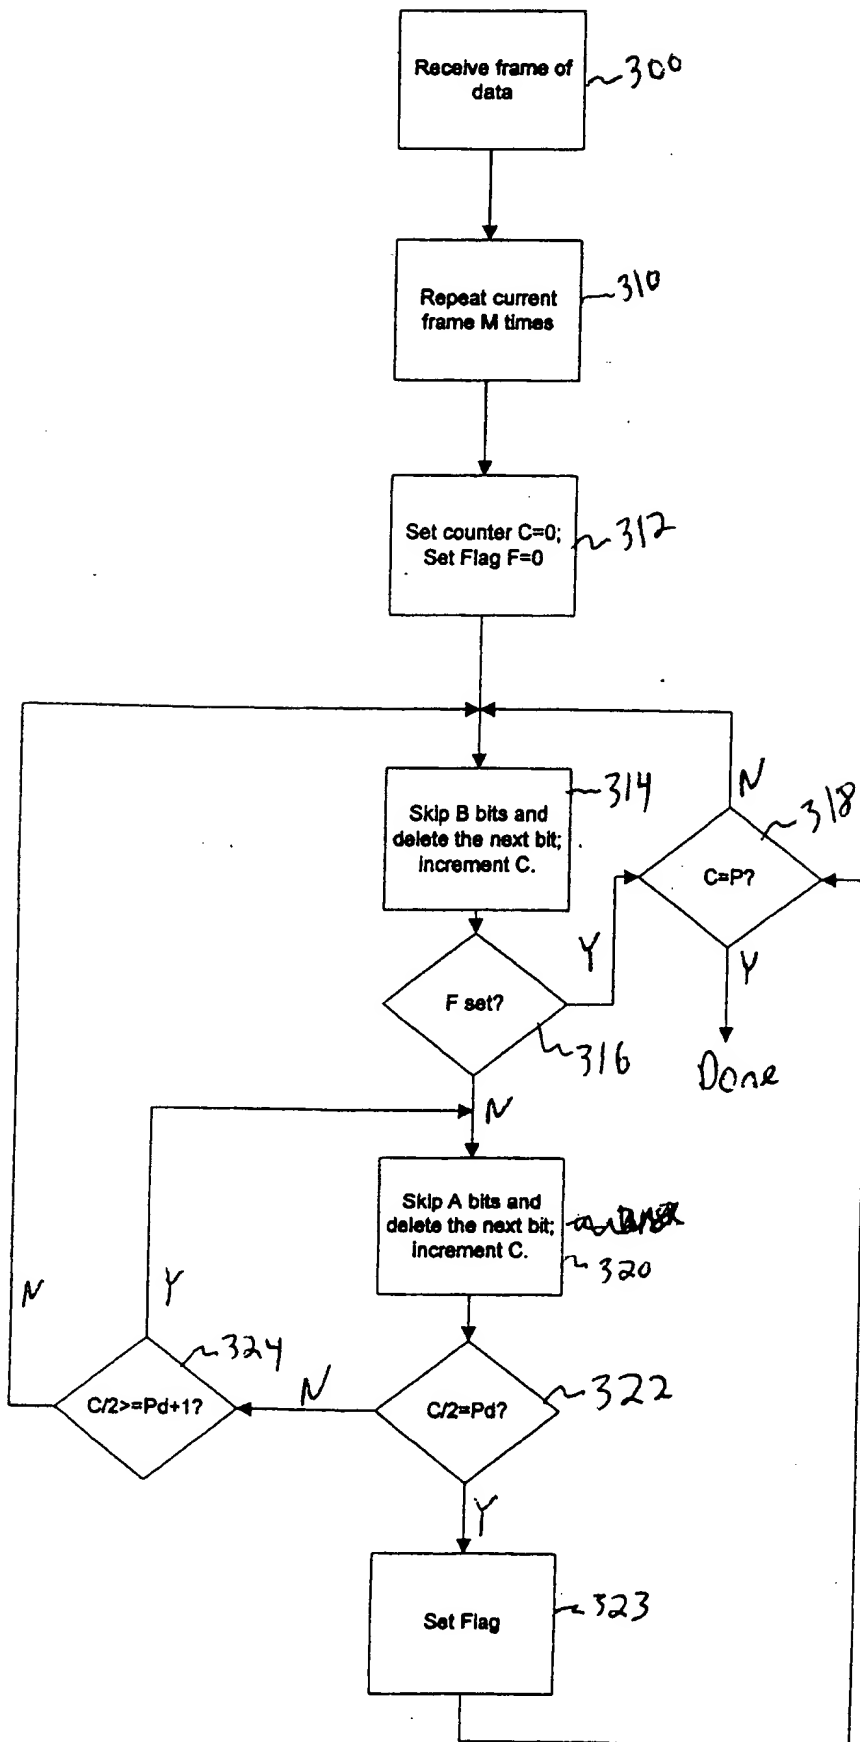 Receive frame of
data
300
Repeat current
frame M times
310
Set counter C=0;
Set Flag F=0
312
Skip B bits and
delete the next bit;
increment C.
314
N
318
C=P?
Y
Done
F set?
Y
316
N
Skip A bits and
delete the next bit;
increment C.
320
N
Y
324
C/2>=Pd+1?
N
C/2=Pd?
322
Y
Set Flag
323